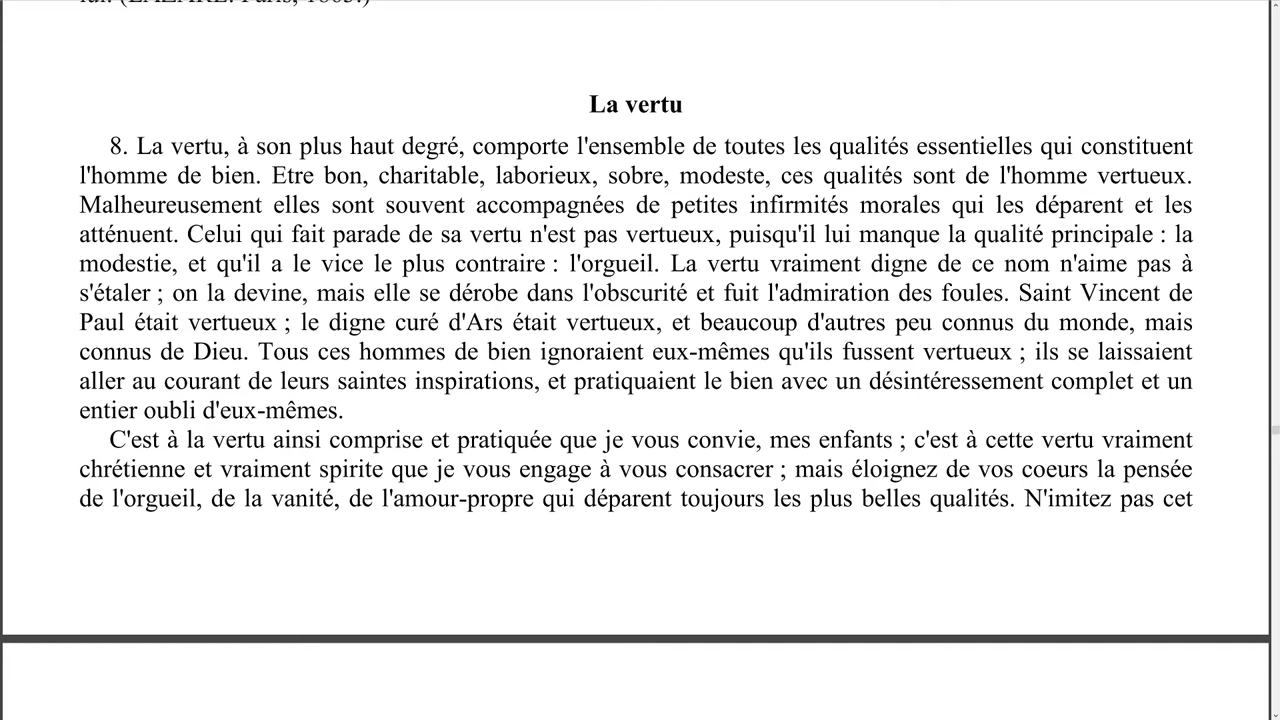 La vertu
8. La vertu, à son plus haut degré, comporte l'ensemble de toutes les qualités essentielles qui constituent
l'homme de bien. Etre bon, charitable, laborieux, sobre, modeste, ces qualités sont de l'homme vertueux.
Malheureusement elles sont souvent accompagnées de petites infirmités morales qui les déparent et les
atténuent. Celui qui fait parade de sa vertu n'est pas vertueux, puisqu'il lui manque la qualité principale : la
modestie, et qu'il a le vice le plus contraire : l'orgueil. La vertu vraiment digne de ce nom n'aime pas à
s'étaler ; on la devine, mais elle se dérobe dans l'obscurité et fuit l'admiration des foules. Saint Vincent de
Paul était vertueux ; le digne curé d'Ars était vertueux, et beaucoup d'autres peu connus du monde, mais
connus de Dieu. Tous ces hommes de bien ignoraient eux-mêmes qu'ils fussent vertueux ; ils se laissaient
aller au courant de leurs saintes inspirations, et pratiquaient le bien avec un désintéressement complet et un
entier oubli d'eux-mêmes.
C'est à la vertu ainsi comprise et pratiquée que je vous convie, mes enfants ; c'est à cette vertu vraiment
chrétienne et vraiment spirite que je vous engage à vous consacrer ; mais éloignez de vos coeurs la pensée
de l'orgueil, de la vanité, de l'amour-propre qui déparent toujours les plus belles qualités. N'imitez pas cet